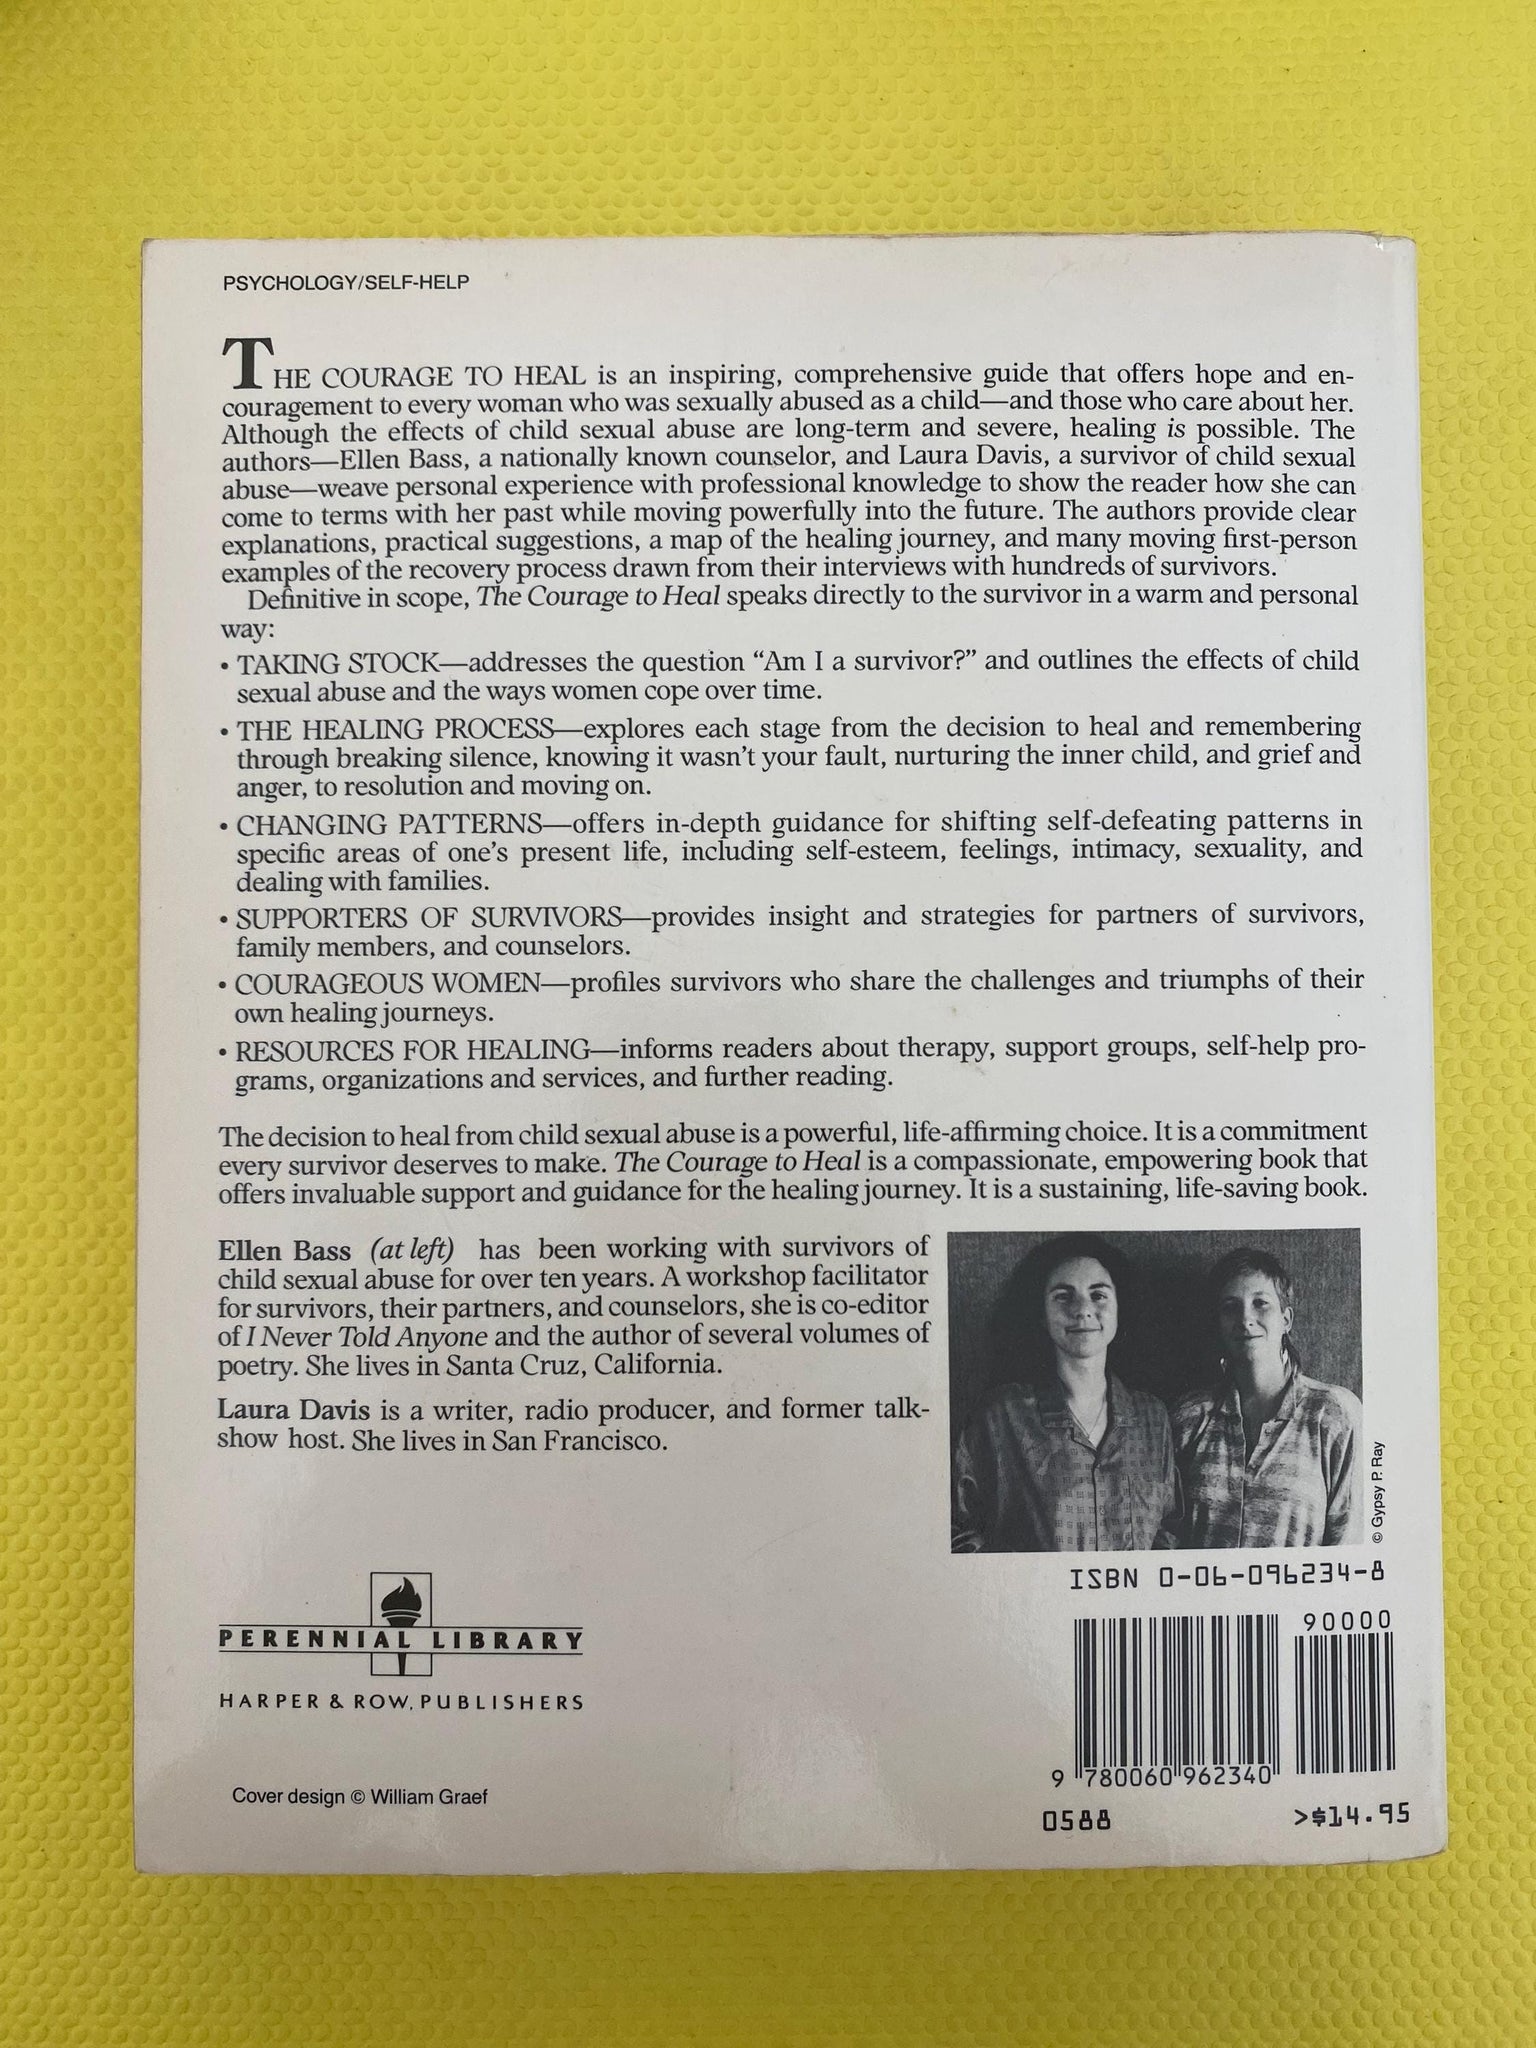 PSYCHOLOGY/SELF-HELP
THE COURAGE TO HEAL is an inspiring, comprehensive guide that offers hope and en-
couragement to every woman who was sexually abused as a child—and those who care about her.
Although the effects of child sexual abuse are long-term and severe, healing is possible. The
authors—Ellen Bass, a nationally known counselor, and Laura Davis, a survivor of child sexual
abuse—weave personal experience with professional knowledge to show the reader how she can
come to terms with her past while moving powerfully into the future. The authors provide clear
explanations, practical suggestions, a map of the healing journey, and many moving first-person
examples of the recovery process drawn from their interviews with hundreds of survivors.
Definitive in scope, The Courage to Heal speaks directly to the survivor in a warm and personal
way:
• TAKING STOCK—addresses the question “Am I a survivor?” and outlines the effects of child
sexual abuse and the ways women cope over time.
• THE HEALING PROCESS—explores each stage from the decision to heal and remembering
through breaking silence, knowing it wasn’t your fault, nurturing the inner child, and grief and
anger, to resolution and moving on.
• CHANGING PATTERNS—offers in-depth guidance for shifting self-defeating patterns in
specific areas of one’s present life, including self-esteem, feelings, intimacy, sexuality, and
dealing with families.
• SUPPORTERS OF SURVIVORS—provides insight and strategies for partners of survivors,
family members, and counselors.
• COURAGEOUS WOMEN—profiles survivors who share the challenges and triumphs of their
own healing journeys.
• RESOURCES FOR HEALING—informs readers about therapy, support groups, self-help pro-
grams, organizations and services, and further reading.
The decision to heal from child sexual abuse is a powerful, life-affirming choice. It is a commitment
every survivor deserves to make. The Courage to Heal is a compassionate, empowering book that
offers invaluable support and guidance for the healing journey. It is a sustaining, life-saving book.
Ellen Bass (at left) has been working with survivors of
child sexual abuse for over ten years. A workshop facilitator
for survivors, their partners, and counselors, she is co-editor
of I Never Told Anyone and the author of several volumes of
poetry. She lives in Santa Cruz, California.
Laura Davis is a writer, radio producer, and former talk-
show host. She lives in San Francisco.
© Gypsy P. Ray
PERENNIAL LIBRARY
HARPER & ROW, PUBLISHERS
Cover design © William Graef
ISBN 0-06-096234-8
90000
9 780060 962340
0588
>$14.95